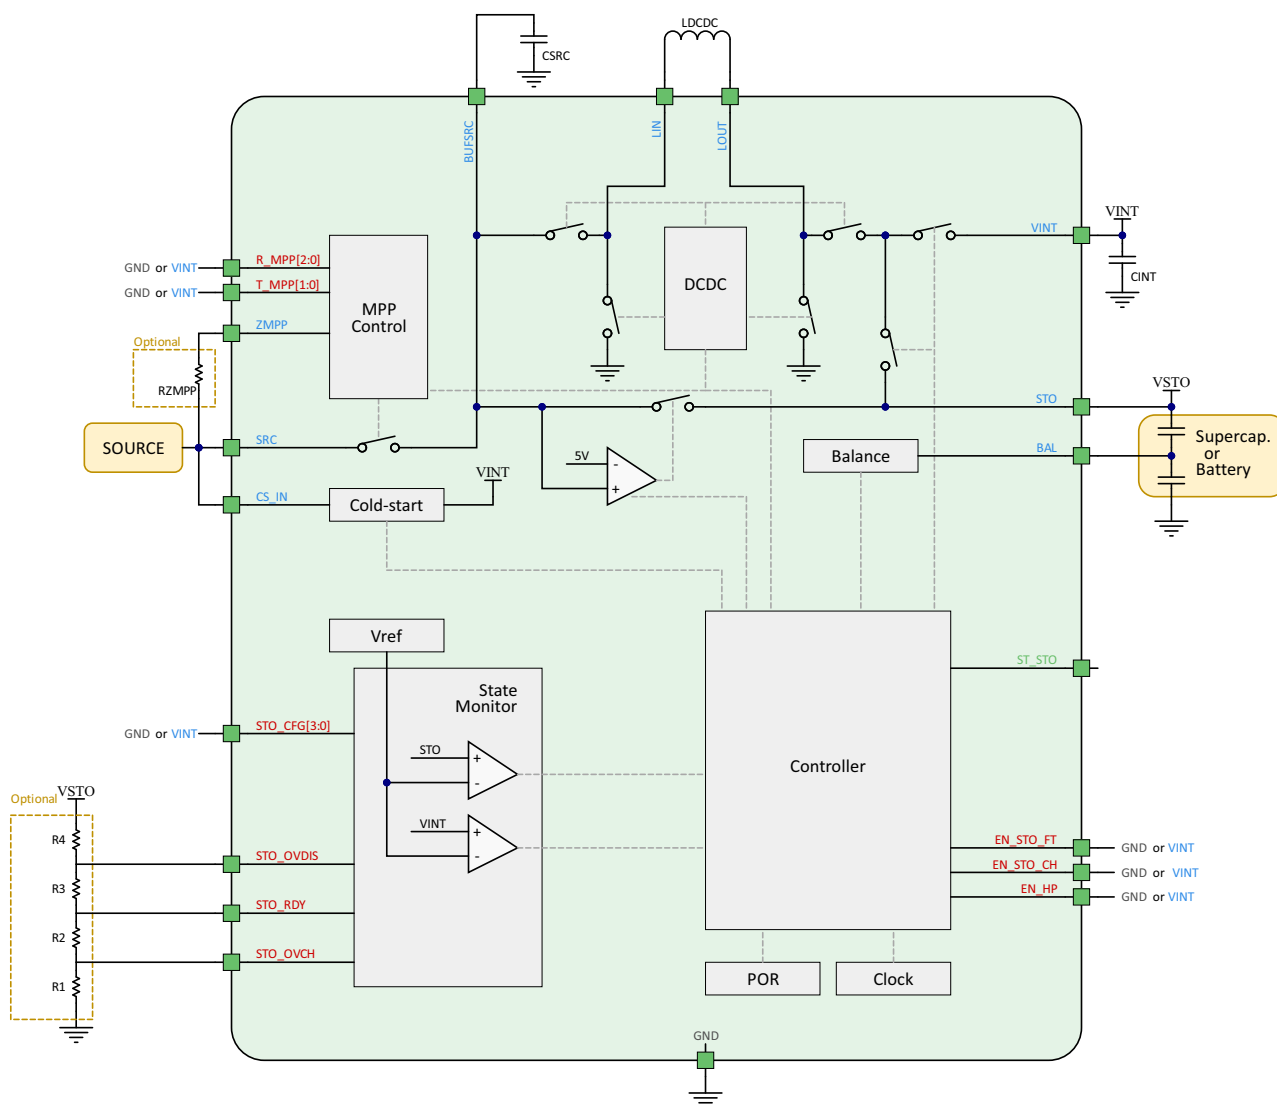 LDCDC
CSRC
BUFSRC
LIN
LOUT
VINT
VINT
CINT
GND or VINT
R_MPP[2:0]
GND or VINT
T_MPP[1:0]
ZMPP
MPP
Control
DCDC
Optional
RZMPP
VSTO
STO
SOURCE
SRC
5V
-
+
Balance
BAL
Supercap.
or
Battery
VINT
CS_IN
Cold-start
Vref
State
Monitor
ST_STO
GND or VINT
STO_CFG[3:0]
STO
+
-
Controller
VINT
+
-
Optional
VSTO
R4
STO_OVDIS
R3
STO_RDY
R2
STO_OVCH
R1
EN_STO_FT
GND or VINT
EN_STO_CH
GND or VINT
EN_HP
GND or VINT
POR
Clock
GND